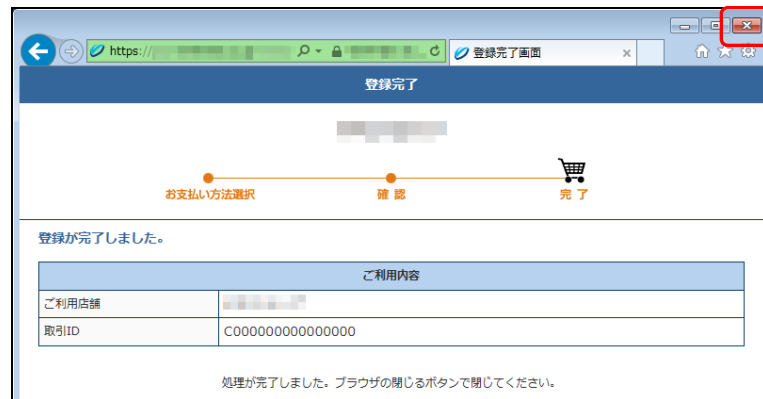 https://
登録完了画面
登録完了
お支払い方法選択
確 認
完 了
登録が完了しました。
ご利用内容
ご利用店舗
取引ID C000000000000000
処理が完了しました。ブラウザの閉じるボタンで閉じてください。